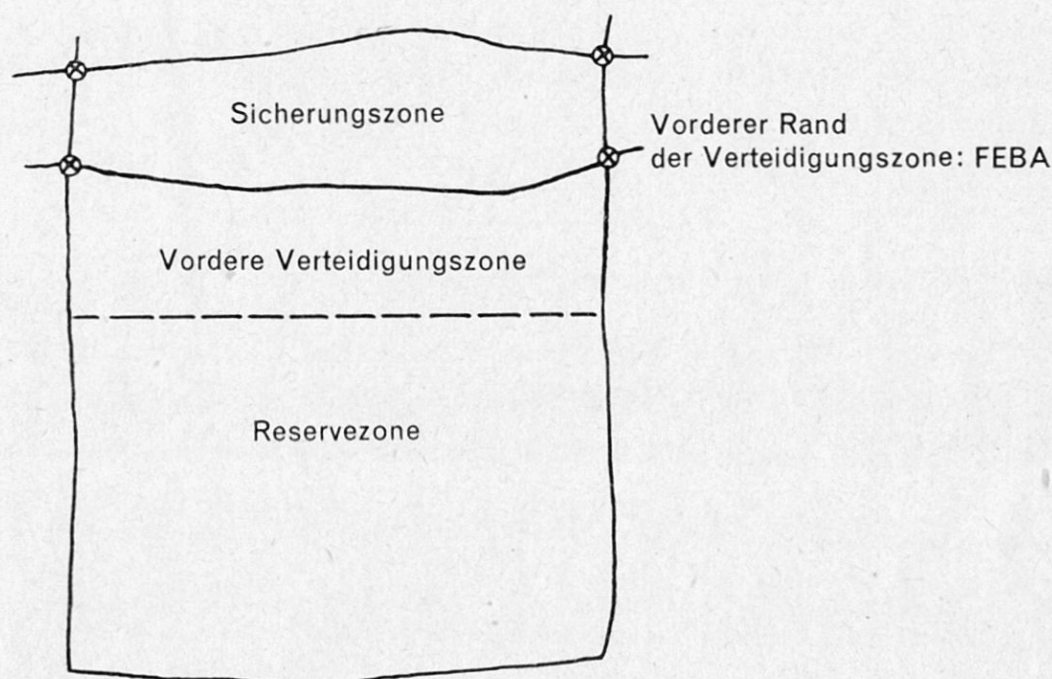 Sicherungszone
Vorderer Rand
der Verteidigungszone: FEBA
Vordere Verteidigungszone
Reservezone